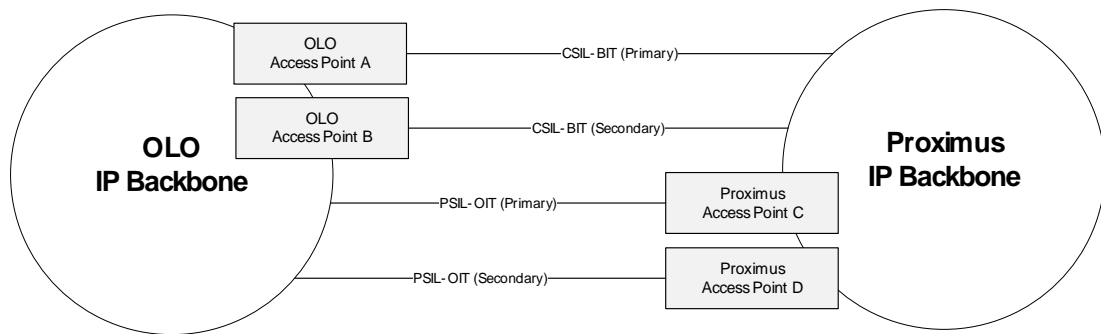 OLO
Access Point A
CSIL-BIT (Primary)
OLO
Access Point B
CSIL-BIT (Secondary)
OLO
IP Backbone
Proximus
IP Backbone
PSIL-OIT (Primary)
Proximus
Access Point C
PSIL-OIT (Secondary)
Proximus
Access Point D